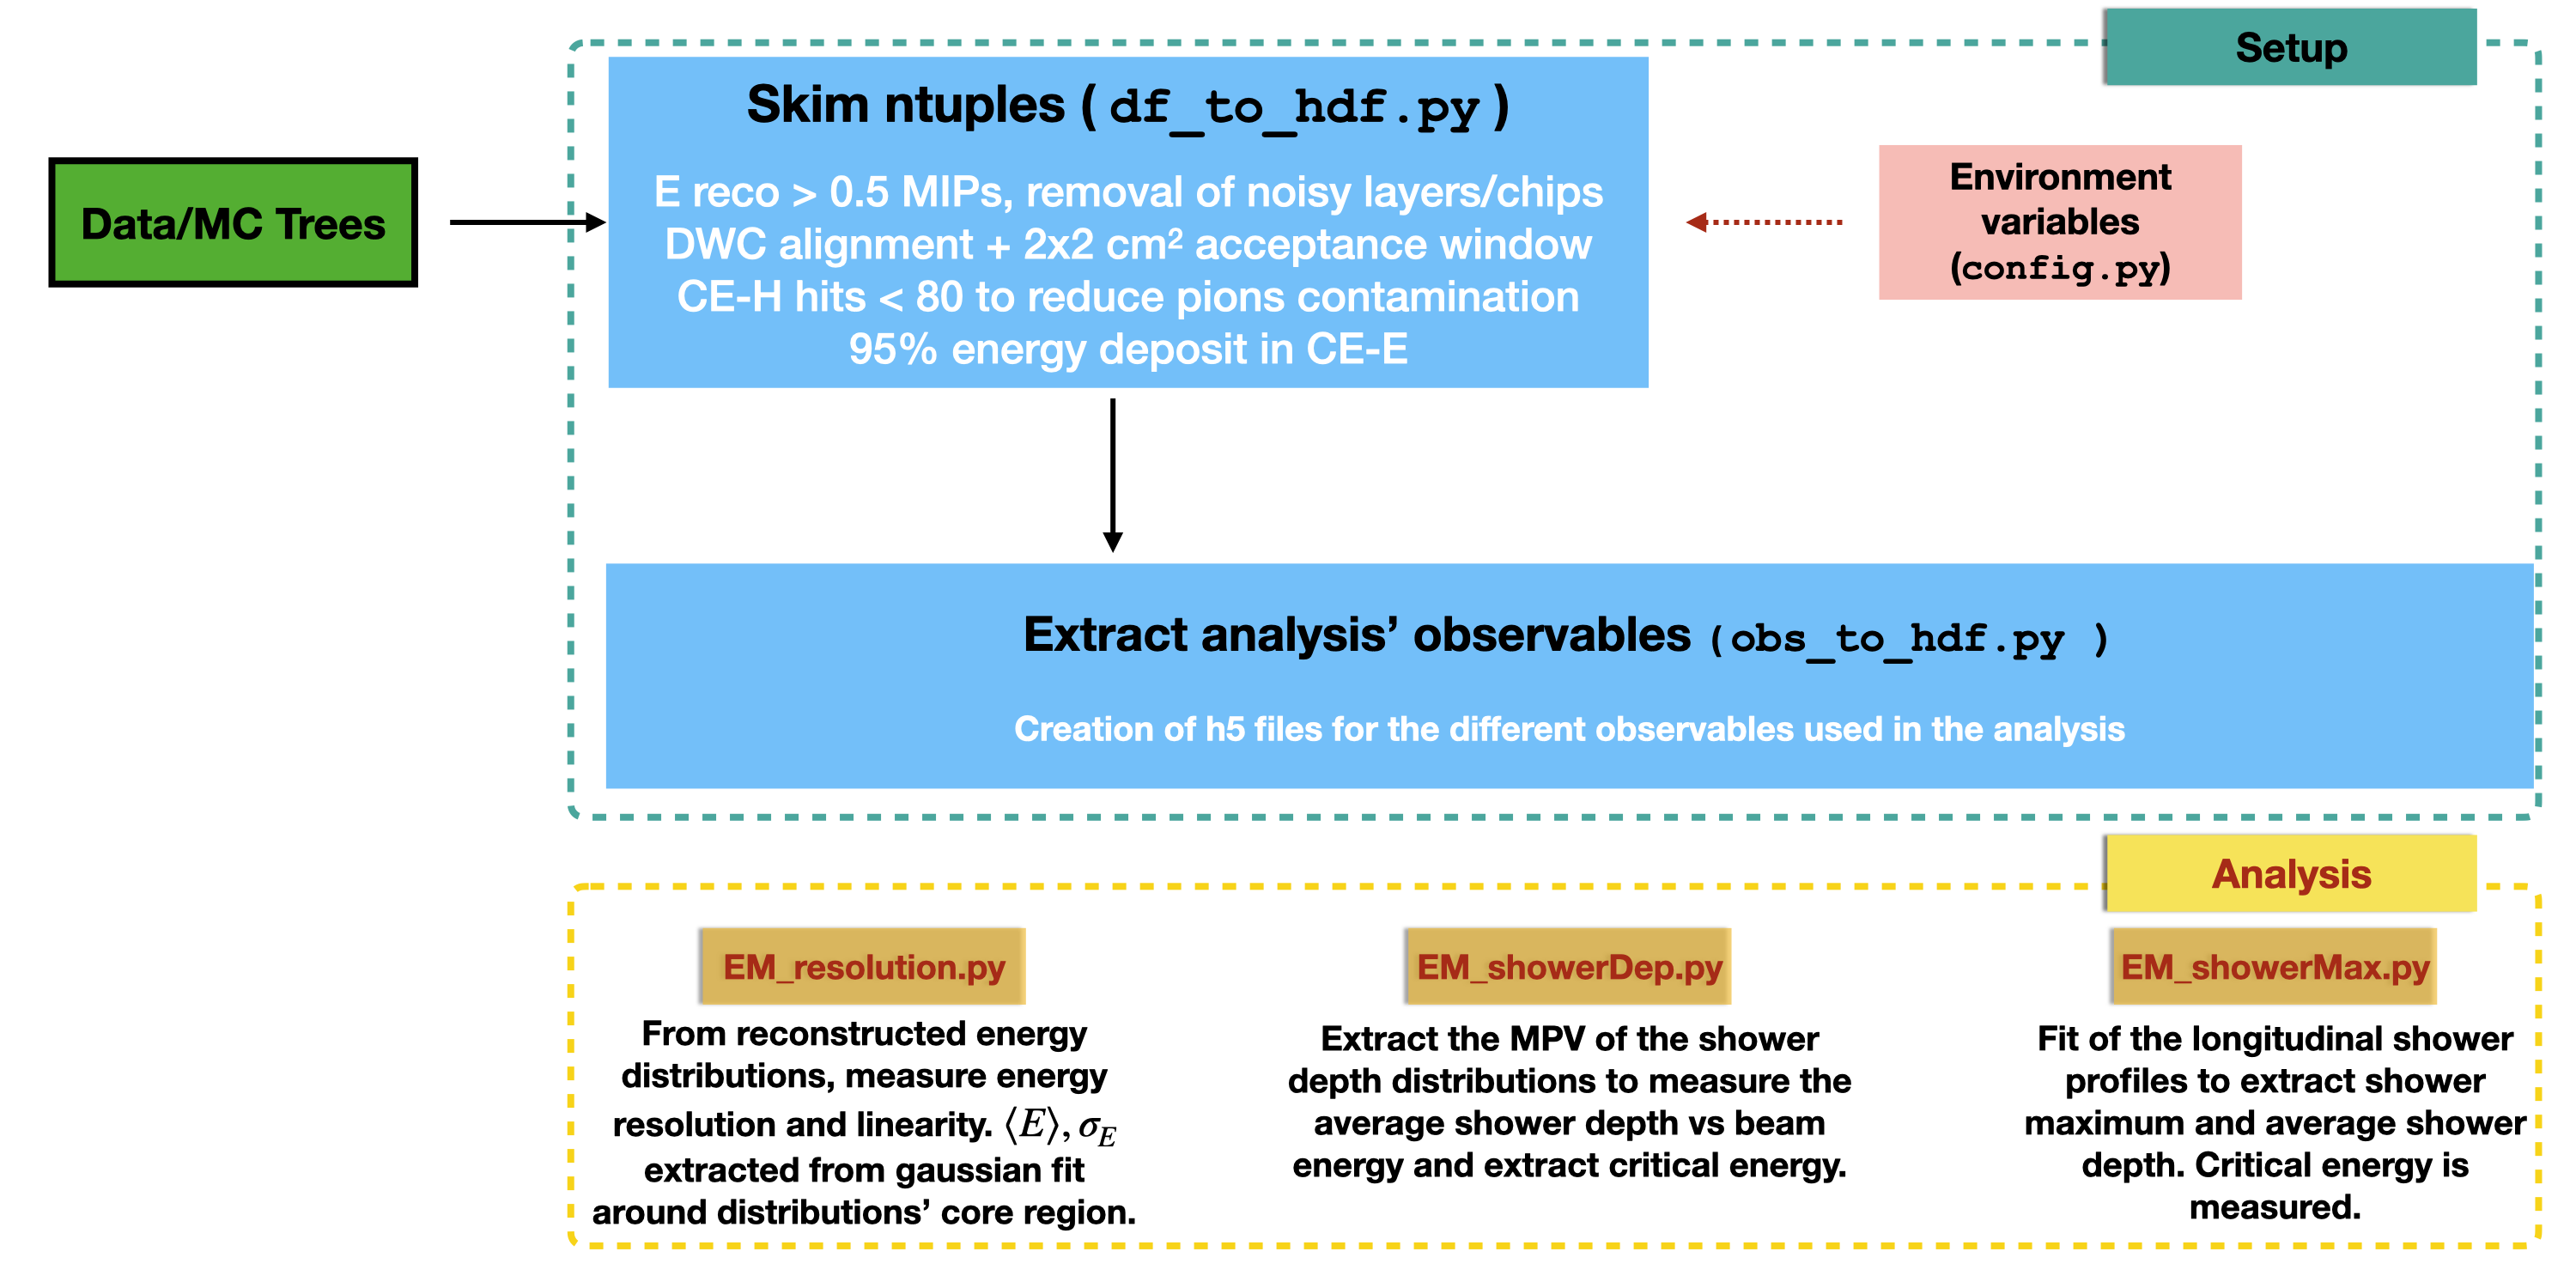 Setup
Skim ntuples ( df_to_hdf.py )
E reco > 0.5 MIPs, removal of noisy layers/chips
DWC alignment + 2x2 cm² acceptance window
CE-H hits < 80 to reduce pions contamination
95% energy deposit in CE-E
Data/MC Trees
Environment
variables
(config.py)
Extract analysis’ observables ( obs_to_hdf.py )
Creation of h5 files for the different observables used in the analysis
Analysis
EM_resolution.py
From reconstructed energy
distributions, measure energy
resolution and linearity. ⟨E⟩, σ_E
extracted from gaussian fit
around distributions’ core region.
EM_showerDep.py
Extract the MPV of the shower
depth distributions to measure the
average shower depth vs beam
energy and extract critical energy.
EM_showerMax.py
Fit of the longitudinal shower
profiles to extract shower
maximum and average shower
depth. Critical energy is
measured.